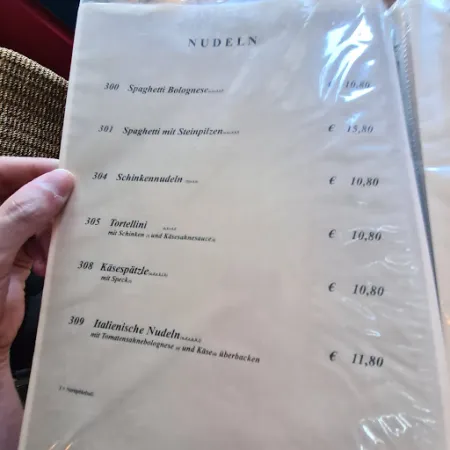 NUDELN
300 Spaghetti Bolognese € 10,80
301 Spaghetti mit Steinpilzen € 15,80
304 Schinkennudeln € 10,80
305 Tortellini
mit Schinken und Käsesahnesauce € 10,80
308 Käsespätzle
mit Speck € 10,80
309 Italienische Nudeln
mit Tomatensahnebolognese und Käse überbacken € 11,80